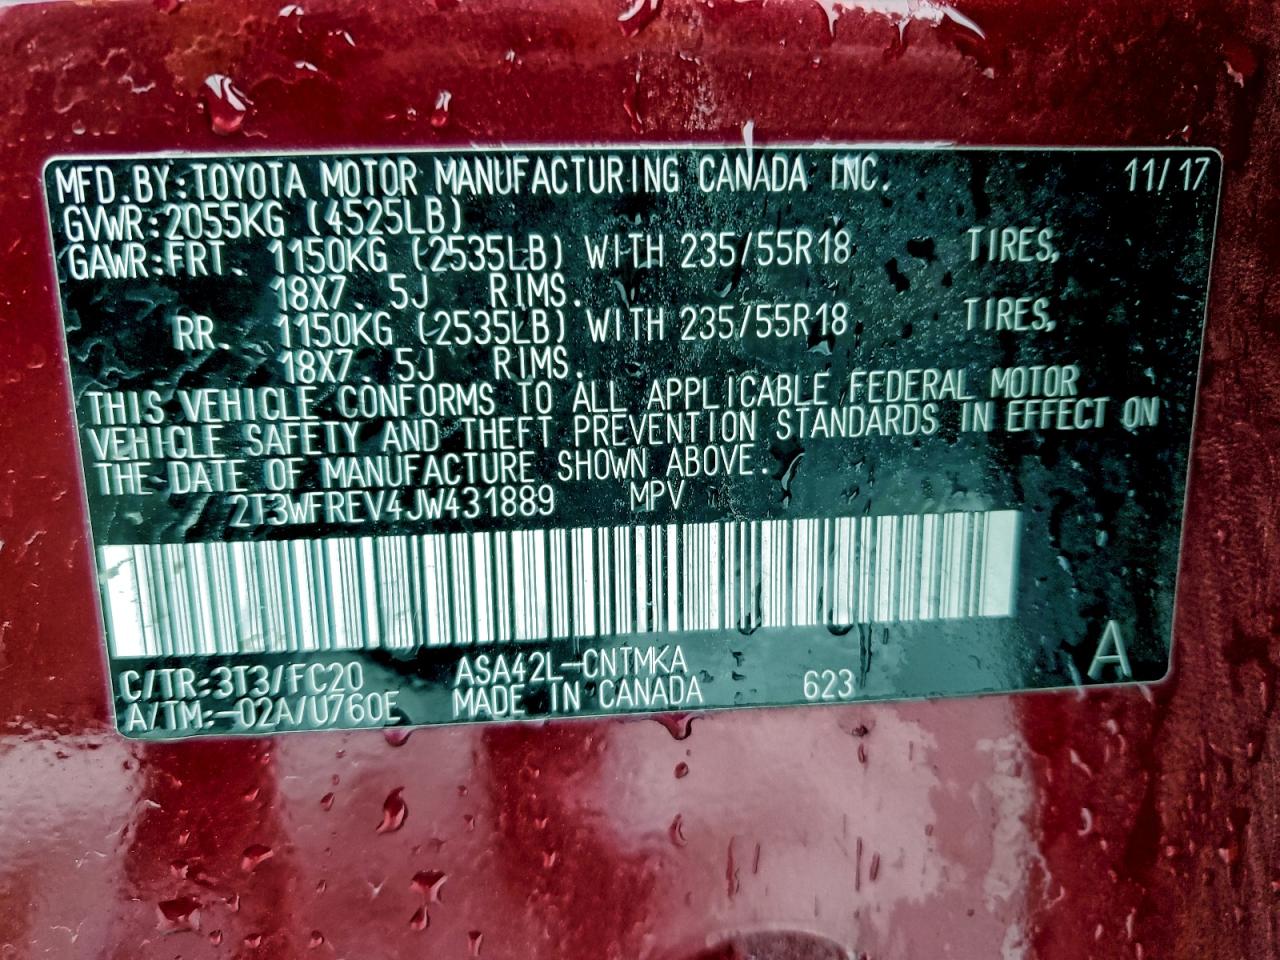 MFD.BY:TOYOTA MOTOR MANUFACTURING CANADA INC. 11/17
GVWR:2055KG (4525LB)
GAWR:FRT. 1150KG (2535LB) WITH 235/55R18 TIRES,
18X7.5J RIMS.
RR. 1150KG (2535LB) WITH 235/55R18 TIRES,
18X7.5J RIMS.
THIS VEHICLE CONFORMS TO ALL APPLICABLE FEDERAL MOTOR
VEHICLE SAFETY AND THEFT PREVENTION STANDARDS IN EFFECT ON
THE DATE OF MANUFACTURE SHOWN ABOVE.
2T3WFREV4JW431889 MPV
A
C/TR:3T3/FC20 ASA42L-CNTMKA
A/TM:-02A/U760E MADE IN CANADA 623